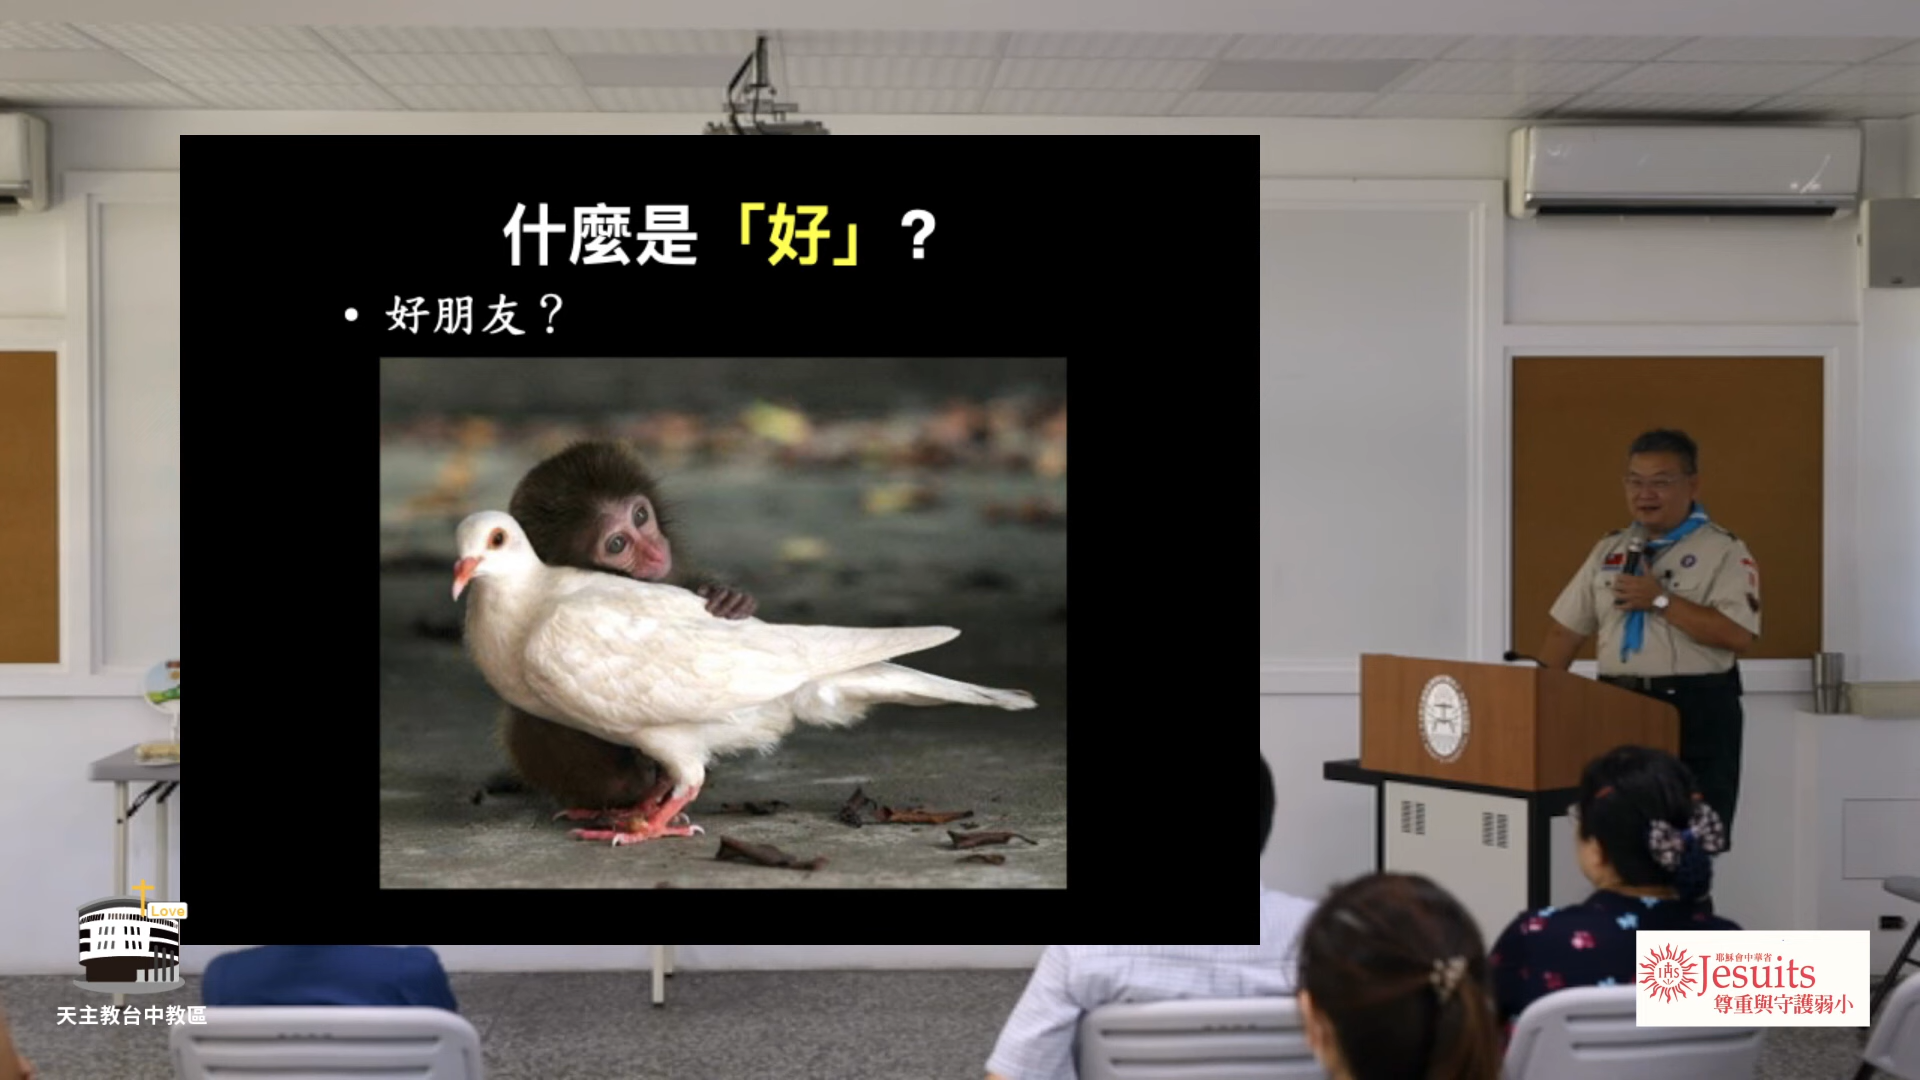 什麼是「好」?
• 好朋友？
Love
天主教台中教區
耶穌會中華省
IHS
Jesuits
尊重與守護弱小